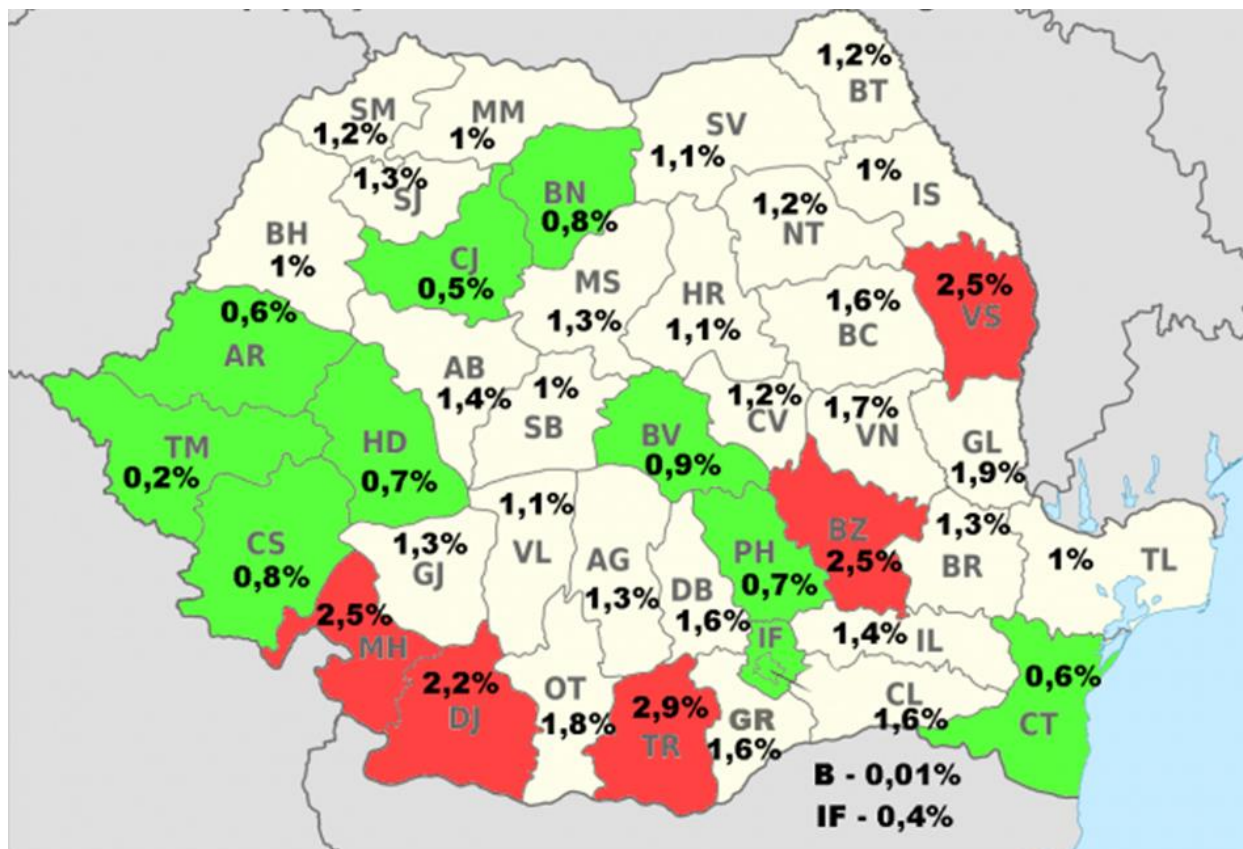 1,2%
BT
SM
1,2%
MM
1%
SV
1,1%
1%
IS
1,3%
SJ
BN
0,8%
1,2%
NT
BH
1%
CJ
0,5%
MS
1,3%
HR
1,1%
1,6%
BC
2,5%
VS
0,6%
AR
AB
1,4%
1%
SB
1,2%
CV
1,7%
VN
GL
1,9%
TM
0,2%
HD
0,7%
BV
0,9%
CS
0,8%
1,3%
GJ
1,1%
VL
AG
1,3%
DB
1,6%
PH
0,7%
BZ
2,5%
1,3%
BR
1%
TL
2,5%
MH
2,2%
DJ
OT
1,8%
2,9%
TR
GR
1,6%
IF
1,4%
IL
CL
1,6%
0,6%
CT
B - 0,01%
IF - 0,4%